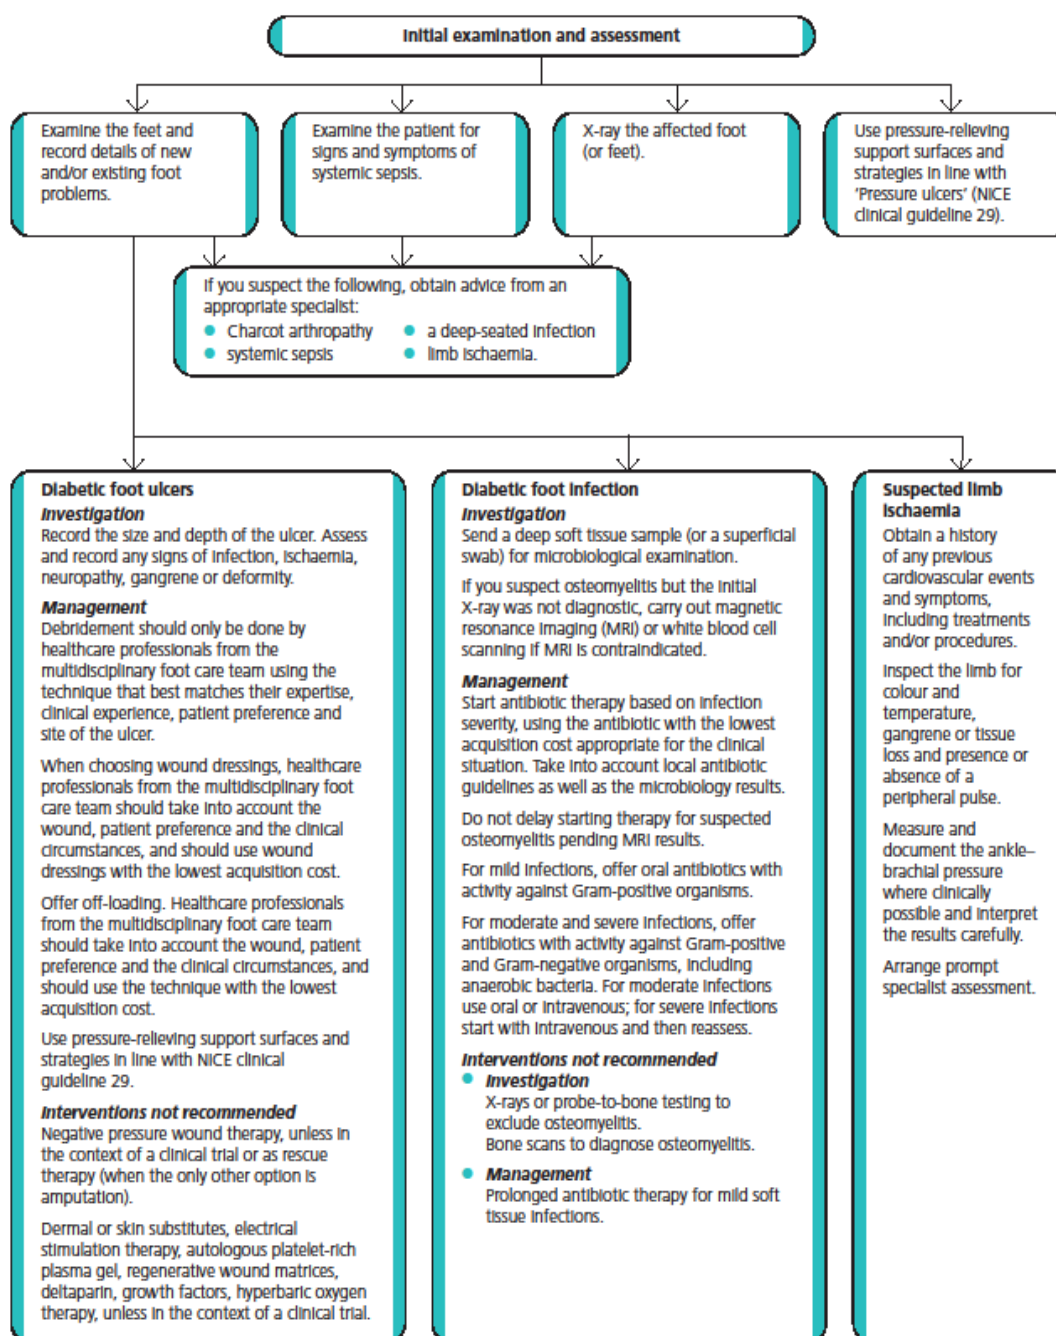 Initial examination and assessment
Examine the feet and
record details of new
and/or existing foot
problems.
Examine the patient for
signs and symptoms of
systemic sepsis.
X-ray the affected foot
(or feet).
Use pressure-relieving
support surfaces and
strategies in line with
‘Pressure ulcers’ (NICE
clinical guideline 29).
If you suspect the following, obtain advice from an
appropriate specialist:
● Charcot arthropathy
● a deep-seated infection
● systemic sepsis
● limb ischaemia.
Diabetic foot ulcers
Investigation
Record the size and depth of the ulcer. Assess
and record any signs of infection, ischaemia,
neuropathy, gangrene or deformity.
Management
Debridement should only be done by
healthcare professionals from the
multidisciplinary foot care team using the
technique that best matches their expertise,
clinical experience, patient preference and
site of the ulcer.
When choosing wound dressings, healthcare
professionals from the multidisciplinary foot
care team should take into account the
wound, patient preference and the clinical
circumstances, and should use wound
dressings with the lowest acquisition cost.
Offer off-loading. Healthcare professionals
from the multidisciplinary foot care team
should take into account the wound, patient
preference and the clinical circumstances, and
should use the technique with the lowest
acquisition cost.
Use pressure-relieving support surfaces and
strategies in line with NICE clinical
guideline 29.
Interventions not recommended
Negative pressure wound therapy, unless in
the context of a clinical trial or as rescue
therapy (when the only other option is
amputation).
Dermal or skin substitutes, electrical
stimulation therapy, autologous platelet-rich
plasma gel, regenerative wound matrices,
deltaparin, growth factors, hyperbaric oxygen
therapy, unless in the context of a clinical trial.
Diabetic foot infection
Investigation
Send a deep soft tissue sample (or a superficial
swab) for microbiological examination.
If you suspect osteomyelitis but the initial
X-ray was not diagnostic, carry out magnetic
resonance imaging (MRI) or white blood cell
scanning if MRI is contraindicated.
Management
Start antibiotic therapy based on infection
severity, using the antibiotic with the lowest
acquisition cost appropriate for the clinical
situation. Take into account local antibiotic
guidelines as well as the microbiology results.
Do not delay starting therapy for suspected
osteomyelitis pending MRI results.
For mild infections, offer oral antibiotics with
activity against Gram-positive organisms.
For moderate and severe infections, offer
antibiotics with activity against Gram-positive
and Gram-negative organisms, including
anaerobic bacteria. For moderate infections
use oral or intravenous; for severe infections
start with intravenous and then reassess.
Interventions not recommended
● Investigation
X-rays or probe-to-bone testing to
exclude osteomyelitis.
Bone scans to diagnose osteomyelitis.
● Management
Prolonged antibiotic therapy for mild soft
tissue infections.
Suspected limb
ischaemia
Obtain a history
of any previous
cardiovascular events
and symptoms,
including treatments
and/or procedures.
Inspect the limb for
colour and
temperature,
gangrene or tissue
loss and presence or
absence of a
peripheral pulse.
Measure and
document the ankle–
brachial pressure
where clinically
possible and interpret
the results carefully.
Arrange prompt
specialist assessment.